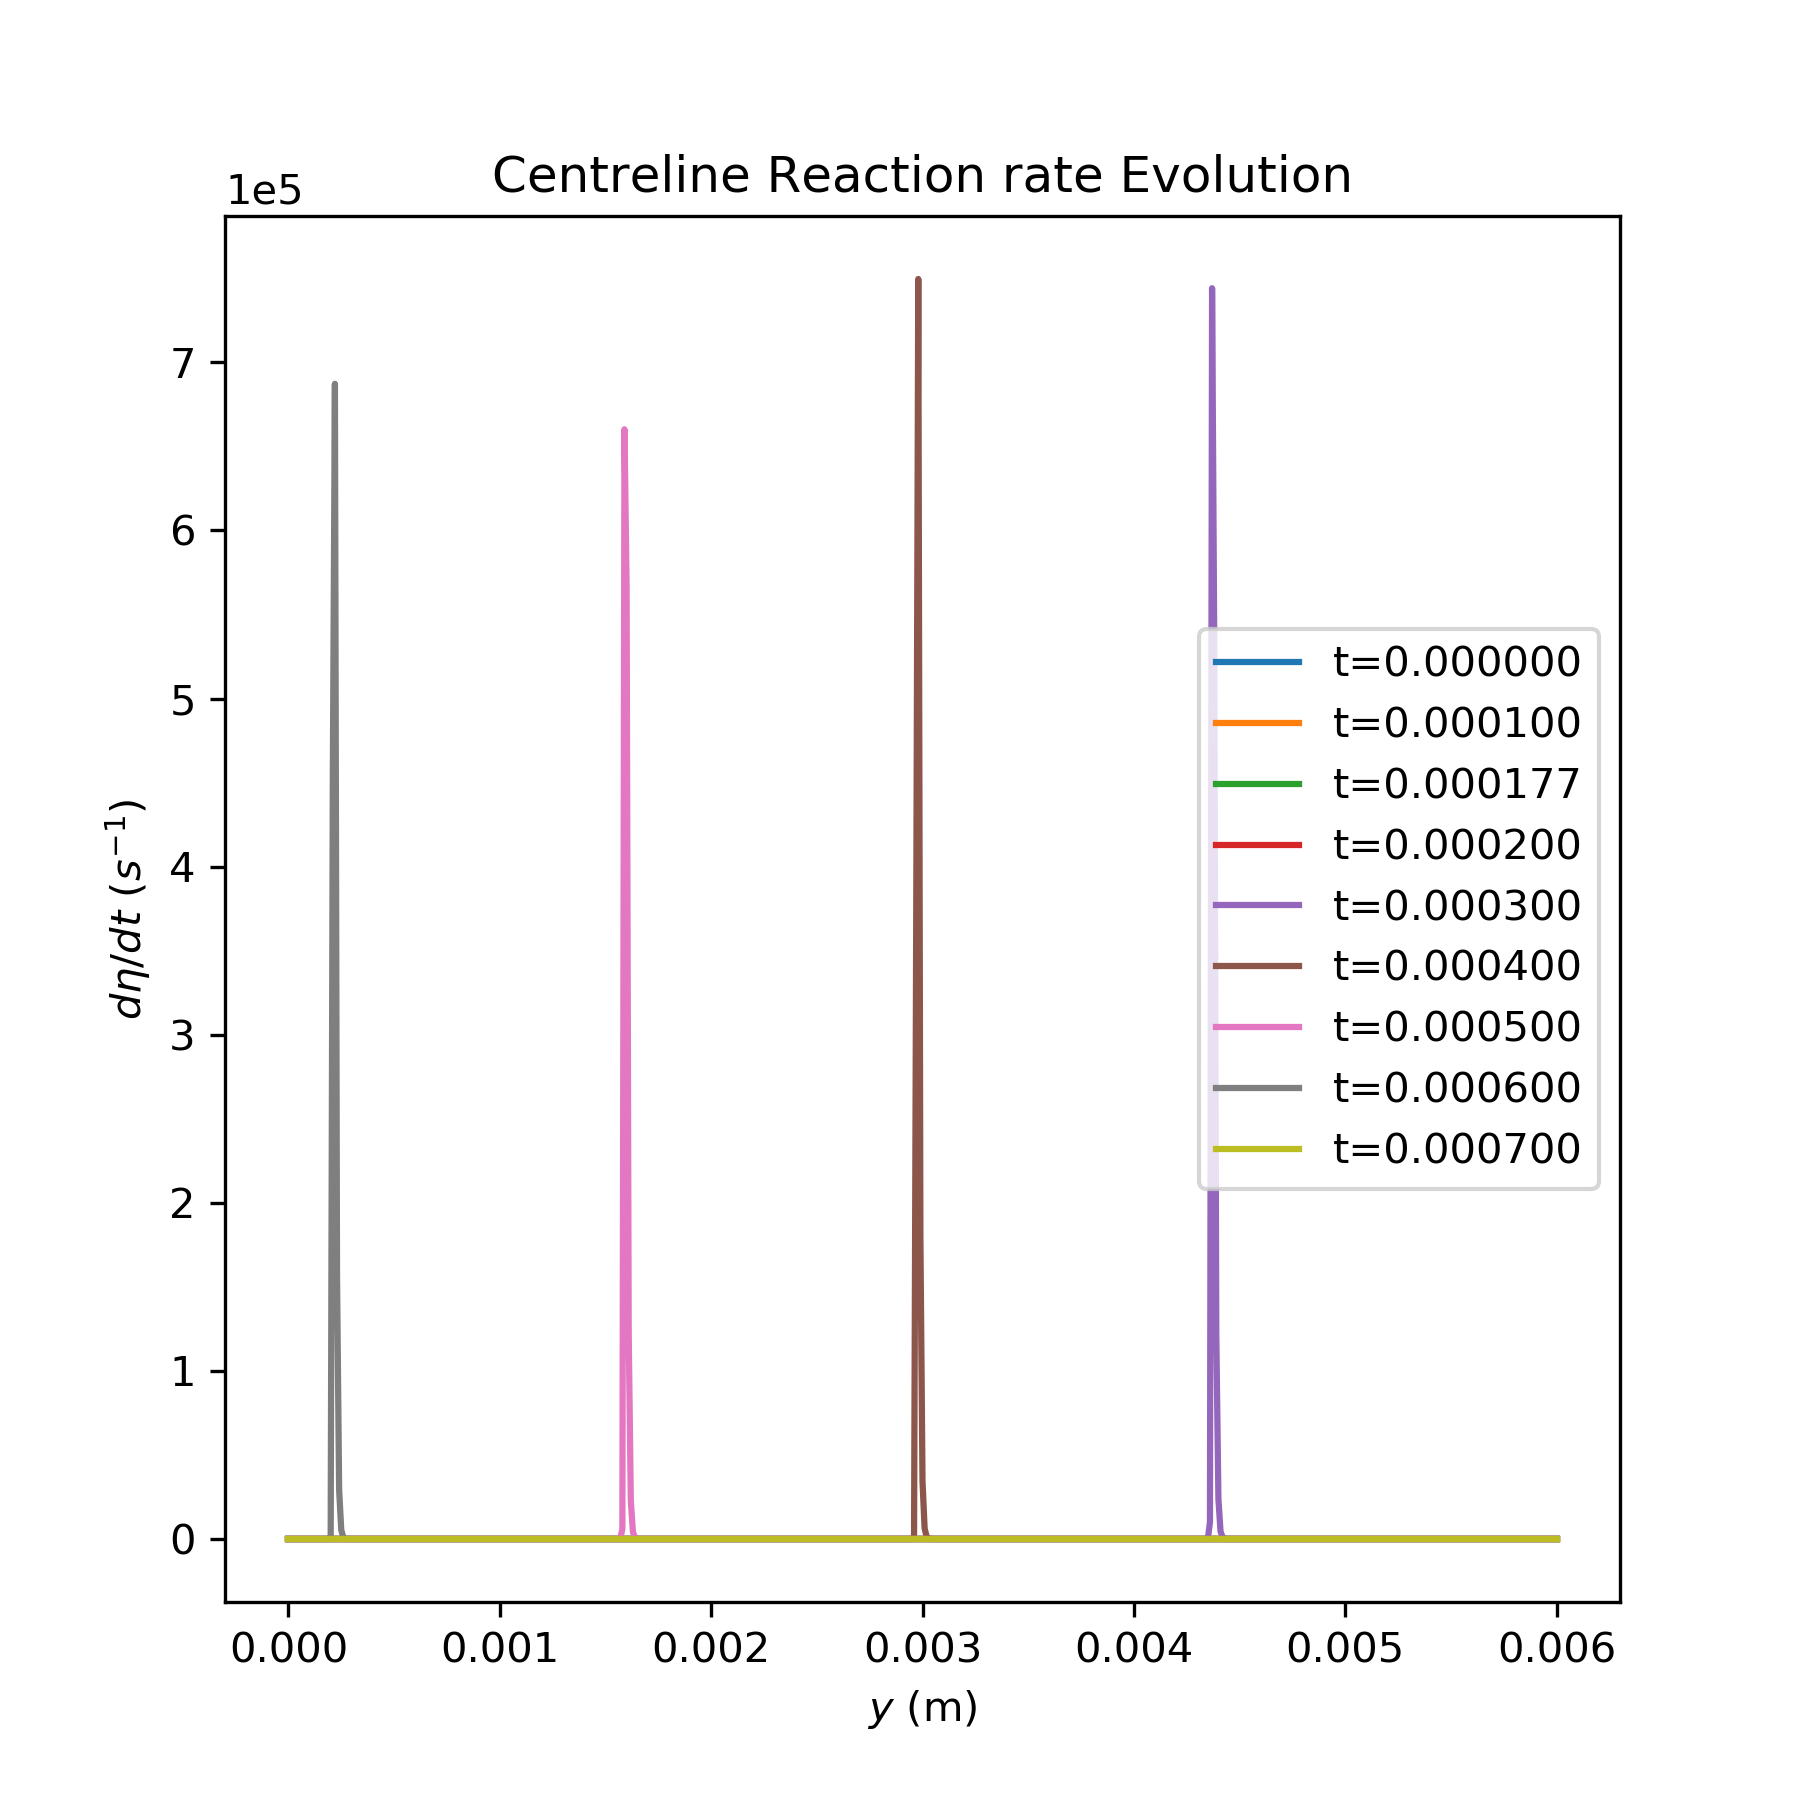 Centreline Reaction rate Evolution
1e5
7
6
5
4
3
2
1
0
dη/dt (s⁻¹)
t=0.000000
t=0.000100
t=0.000177
t=0.000200
t=0.000300
t=0.000400
t=0.000500
t=0.000600
t=0.000700
0.000 0.001 0.002 0.003 0.004 0.005 0.006
y (m)